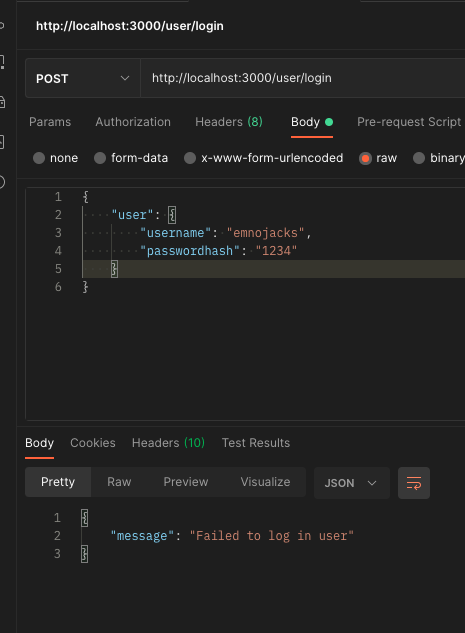 http://localhost:3000/user/login
POST http://localhost:3000/user/login
Params Authorization Headers (8) Body Pre-request Script
none form-data x-www-form-urlencoded raw binary
1 {
2 "user": {
3 "username": "emnojacks",
4 "passwordhash": "1234"
5 }
6 }
Body Cookies Headers (10) Test Results
Pretty Raw Preview Visualize JSON
1 {
2 "message": "Failed to log in user"
3 }